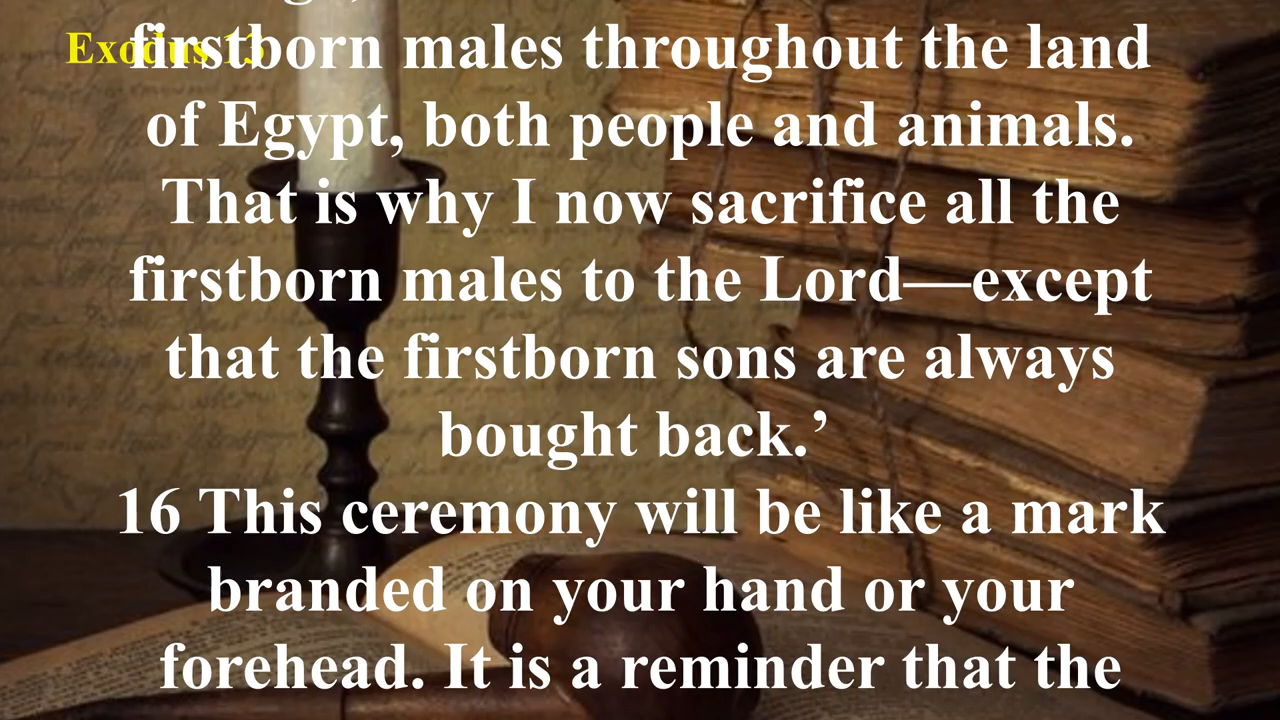 Exodus 13
firstborn males throughout the land
of Egypt, both people and animals.
That is why I now sacrifice all the
firstborn males to the Lord—except
that the firstborn sons are always
bought back.’
16 This ceremony will be like a mark
branded on your hand or your
forehead. It is a reminder that the